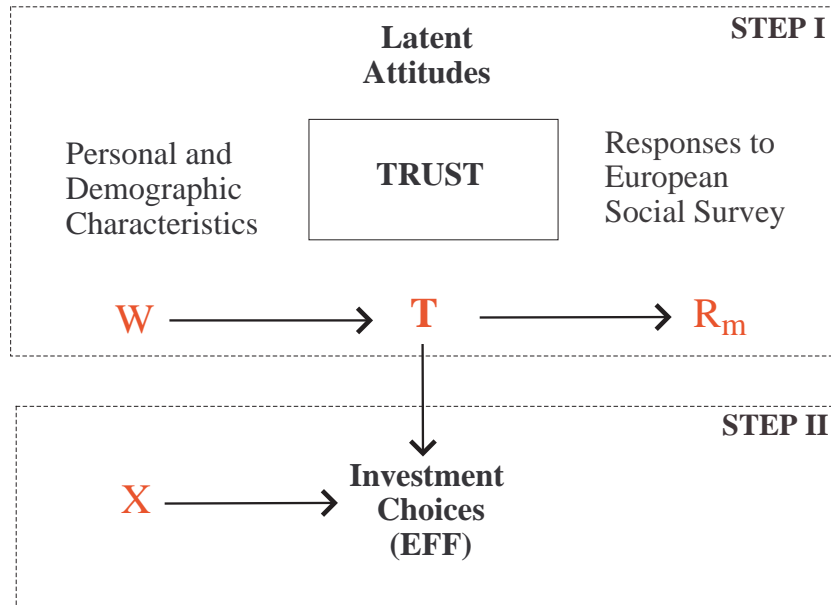 STEP I
Latent
Attitudes
Personal and
Demographic
Characteristics
TRUST
Responses to
European
Social Survey
W
T
Rm
STEP II
X
Investment
Choices
(EFF)